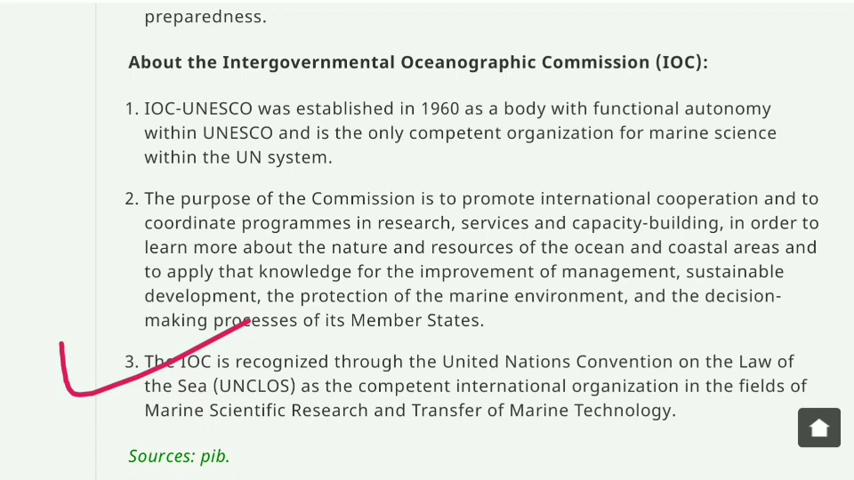 preparedness.
About the Intergovernmental Oceanographic Commission (IOC):
1. IOC-UNESCO was established in 1960 as a body with functional autonomy
within UNESCO and is the only competent organization for marine science
within the UN system.
2. The purpose of the Commission is to promote international cooperation and to
coordinate programmes in research, services and capacity-building, in order to
learn more about the nature and resources of the ocean and coastal areas and
to apply that knowledge for the improvement of management, sustainable
development, the protection of the marine environment, and the decision-
making processes of its Member States.
3. The IOC is recognized through the United Nations Convention on the Law of
the Sea (UNCLOS) as the competent international organization in the fields of
Marine Scientific Research and Transfer of Marine Technology.
Sources: pib.